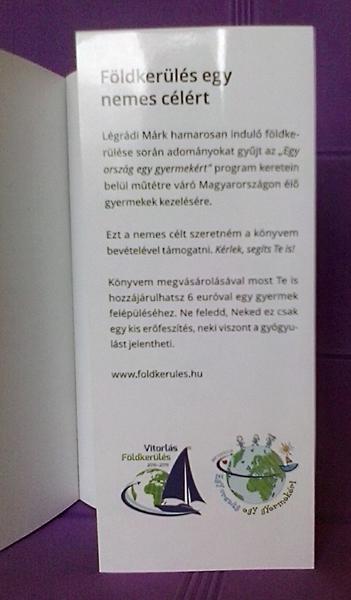 Földkerülés egy
nemes célért
Légrádi Márk hamarosan induló földke-
rülése során adományokat gyűjt az „Egy
ország egy gyermekért” program keretein
belül műtétre váró Magyarországon élő
gyermekek kezelésére.
Ezt a nemes célt szeretném a könyvem
bevételével támogatni. Kérlek, segíts Te is!
Könyvem megvásárolásával most Te is
hozzájárulhatsz 6 euróval egy gyermek
felépüléséhez. Ne feledd, Neked ez csak
egy kis erőfeszítés, neki viszont a gyógyu-
lást jelentheti.
www.foldkerules.hu
Vitorlás
Földkerülés
Egy ország egy gyermekért